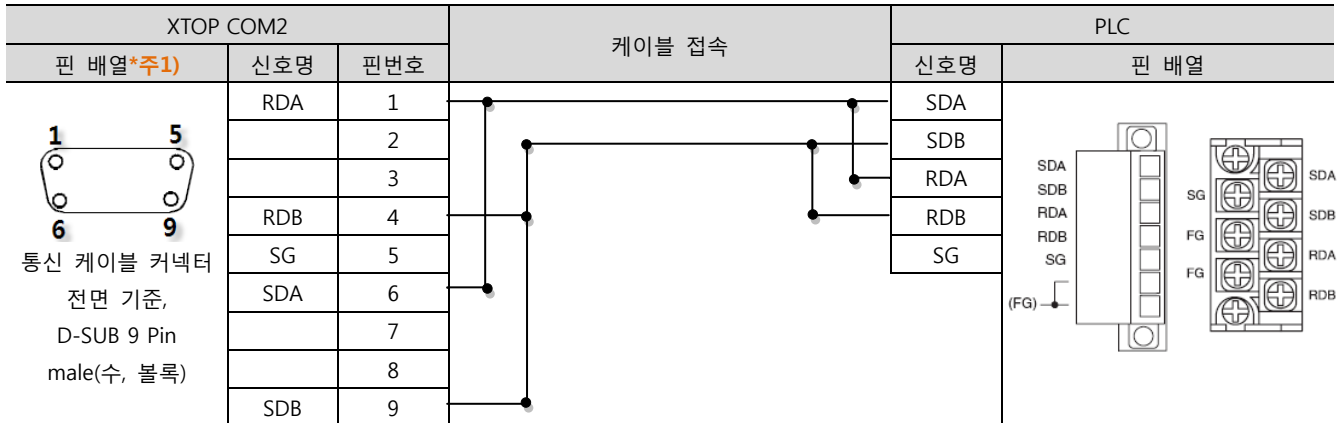 XTOP COM2 케이블 접속 PLC
핀 배열*주1) 신호명 핀번호 신호명 핀 배열
RDA 1 SDA
2 SDB
3 RDA
RDB 4 RDB
SG 5 SG
SDA 6
7
8
SDB 9
1 5
6 9
통신 케이블 커넥터
전면 기준,
D-SUB 9 Pin
male(수, 볼록)
SDA
SDB
RDA
RDB
SG
(FG)
SG
FG
FG
SDA
SDB
RDA
RDB